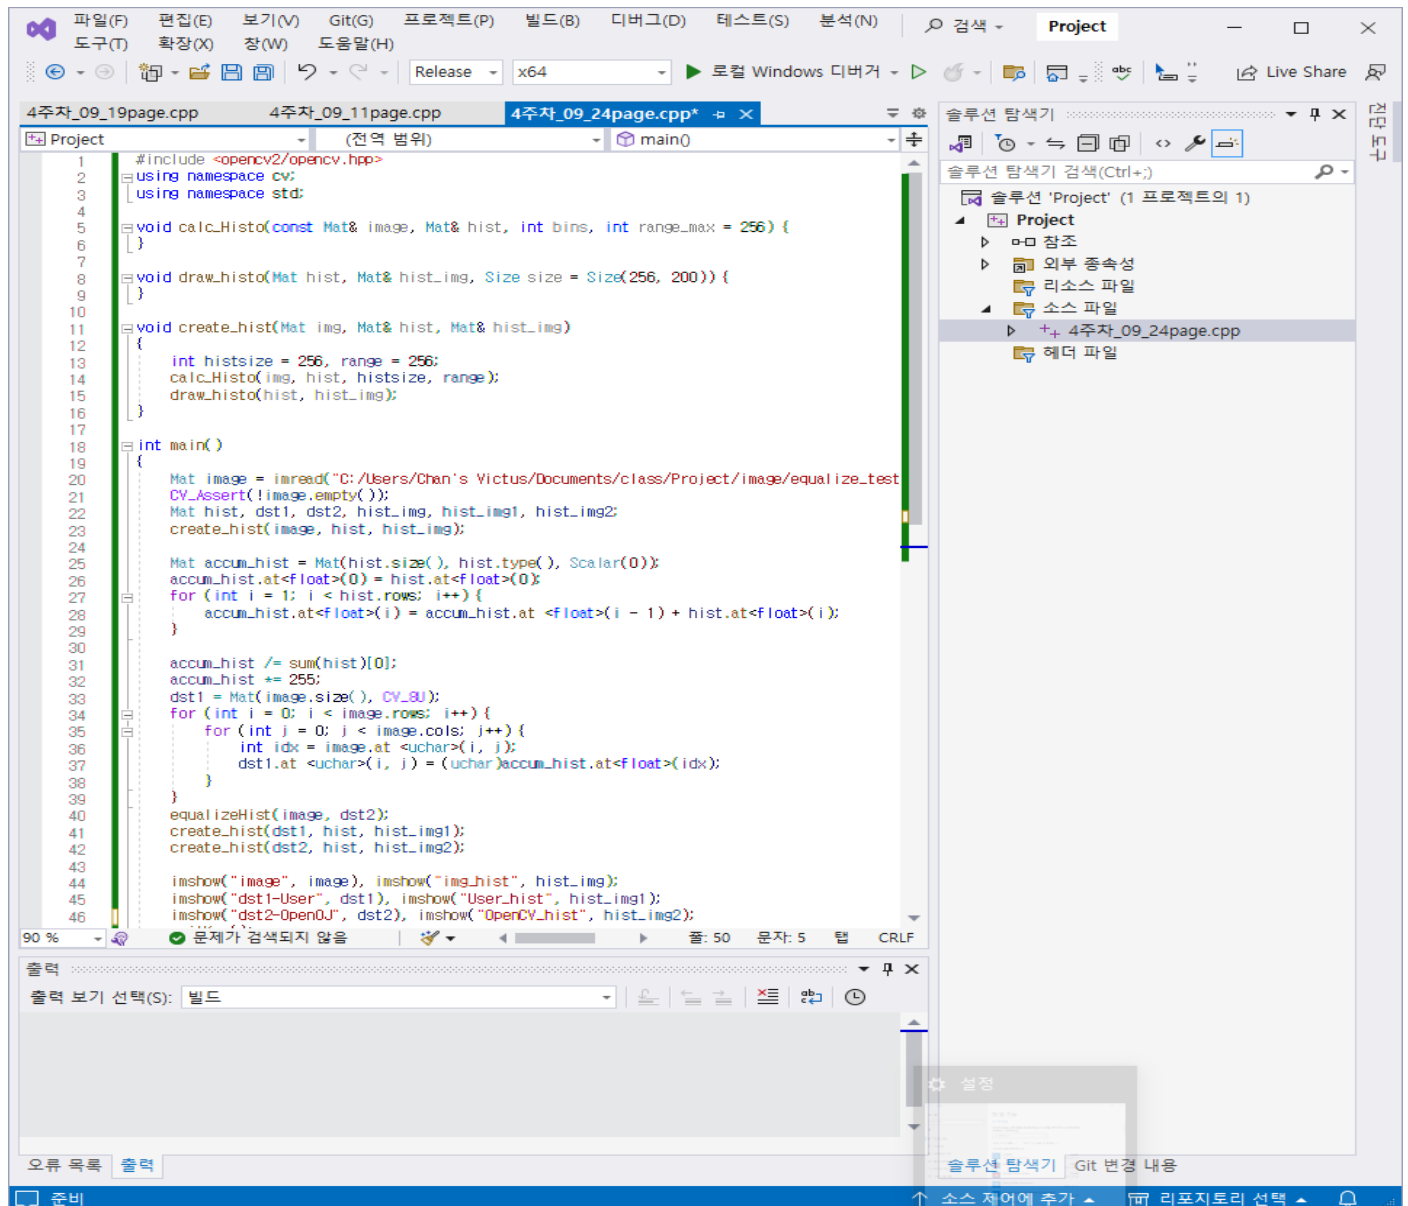 파일(F) 편집(E) 보기(V) Git(G) 프로젝트(P) 빌드(B) 디버그(D) 테스트(S) 분석(N) 검색 Project
도구(T) 확장(X) 창(W) 도움말(H)
Release x64 로컬 Windows 디버거 Live Share
4주차_09_19page.cpp 4주차_09_11page.cpp 4주차_09_24page.cpp*
Project (전역 범위) main()
1 #include <opencv2/opencv.hpp>
2 using namespace cv;
3 using namespace std;
4
5 void calc_Histo(const Mat& image, Mat& hist, int bins, int range_max = 256) {
6 }
7
8 void draw_histo(Mat hist, Mat& hist_img, Size size = Size(256, 200)) {
9 }
10
11 void create_hist(Mat img, Mat& hist, Mat& hist_img)
12 {
13 int histsize = 256, range = 256;
14 calc_Histo(img, hist, histsize, range);
15 draw_histo(hist, hist_img);
16 }
17
18 int main()
19 {
20 Mat image = imread("C:/Users/Chan's Victus/Documents/class/Project/image/equalize_test
21 CV_Assert(!image.empty());
22 Mat hist, dst1, dst2, hist_img, hist_img1, hist_img2;
23 create_hist(image, hist, hist_img);
24
25 Mat accum_hist = Mat(hist.size(), hist.type(), Scalar(0));
26 accum_hist.at<float>(0) = hist.at<float>(0);
27 for (int i = 1; i < hist.rows; i++) {
28 accum_hist.at<float>(i) = accum_hist.at <float>(i - 1) + hist.at<float>(i);
29 }
30
31 accum_hist /= sum(hist)[0];
32 accum_hist *= 255;
33 dst1 = Mat(image.size(), CV_8U);
34 for (int i = 0; i < image.rows; i++) {
35 for (int j = 0; j < image.cols; j++) {
36 int idx = image.at <uchar>(i, j);
37 dst1.at <uchar>(i, j) = (uchar)accum_hist.at<float>(idx);
38 }
39 }
40 equalizeHist(image, dst2);
41 create_hist(dst1, hist, hist_img1);
42 create_hist(dst2, hist, hist_img2);
43
44 imshow("image", image), imshow("img_hist", hist_img);
45 imshow("dst1-User", dst1), imshow("User_hist", hist_img1);
46 imshow("dst2-OpenOJ", dst2), imshow("OpenCV_hist", hist_img2);
90 % 문제가 검색되지 않음 줄: 50 문자: 5 탭 CRLF
출력
출력 보기 선택(S): 빌드
오류 목록 출력
솔루션 탐색기
솔루션 탐색기 검색(Ctrl+;)
솔루션 'Project' (1 프로젝트의 1)
Project
참조
외부 종속성
리소스 파일
소스 파일
4주차_09_24page.cpp
헤더 파일
진단 도구
설정
솔루션 탐색기 Git 변경 내용
준비 소스 제어에 추가 리포지토리 선택